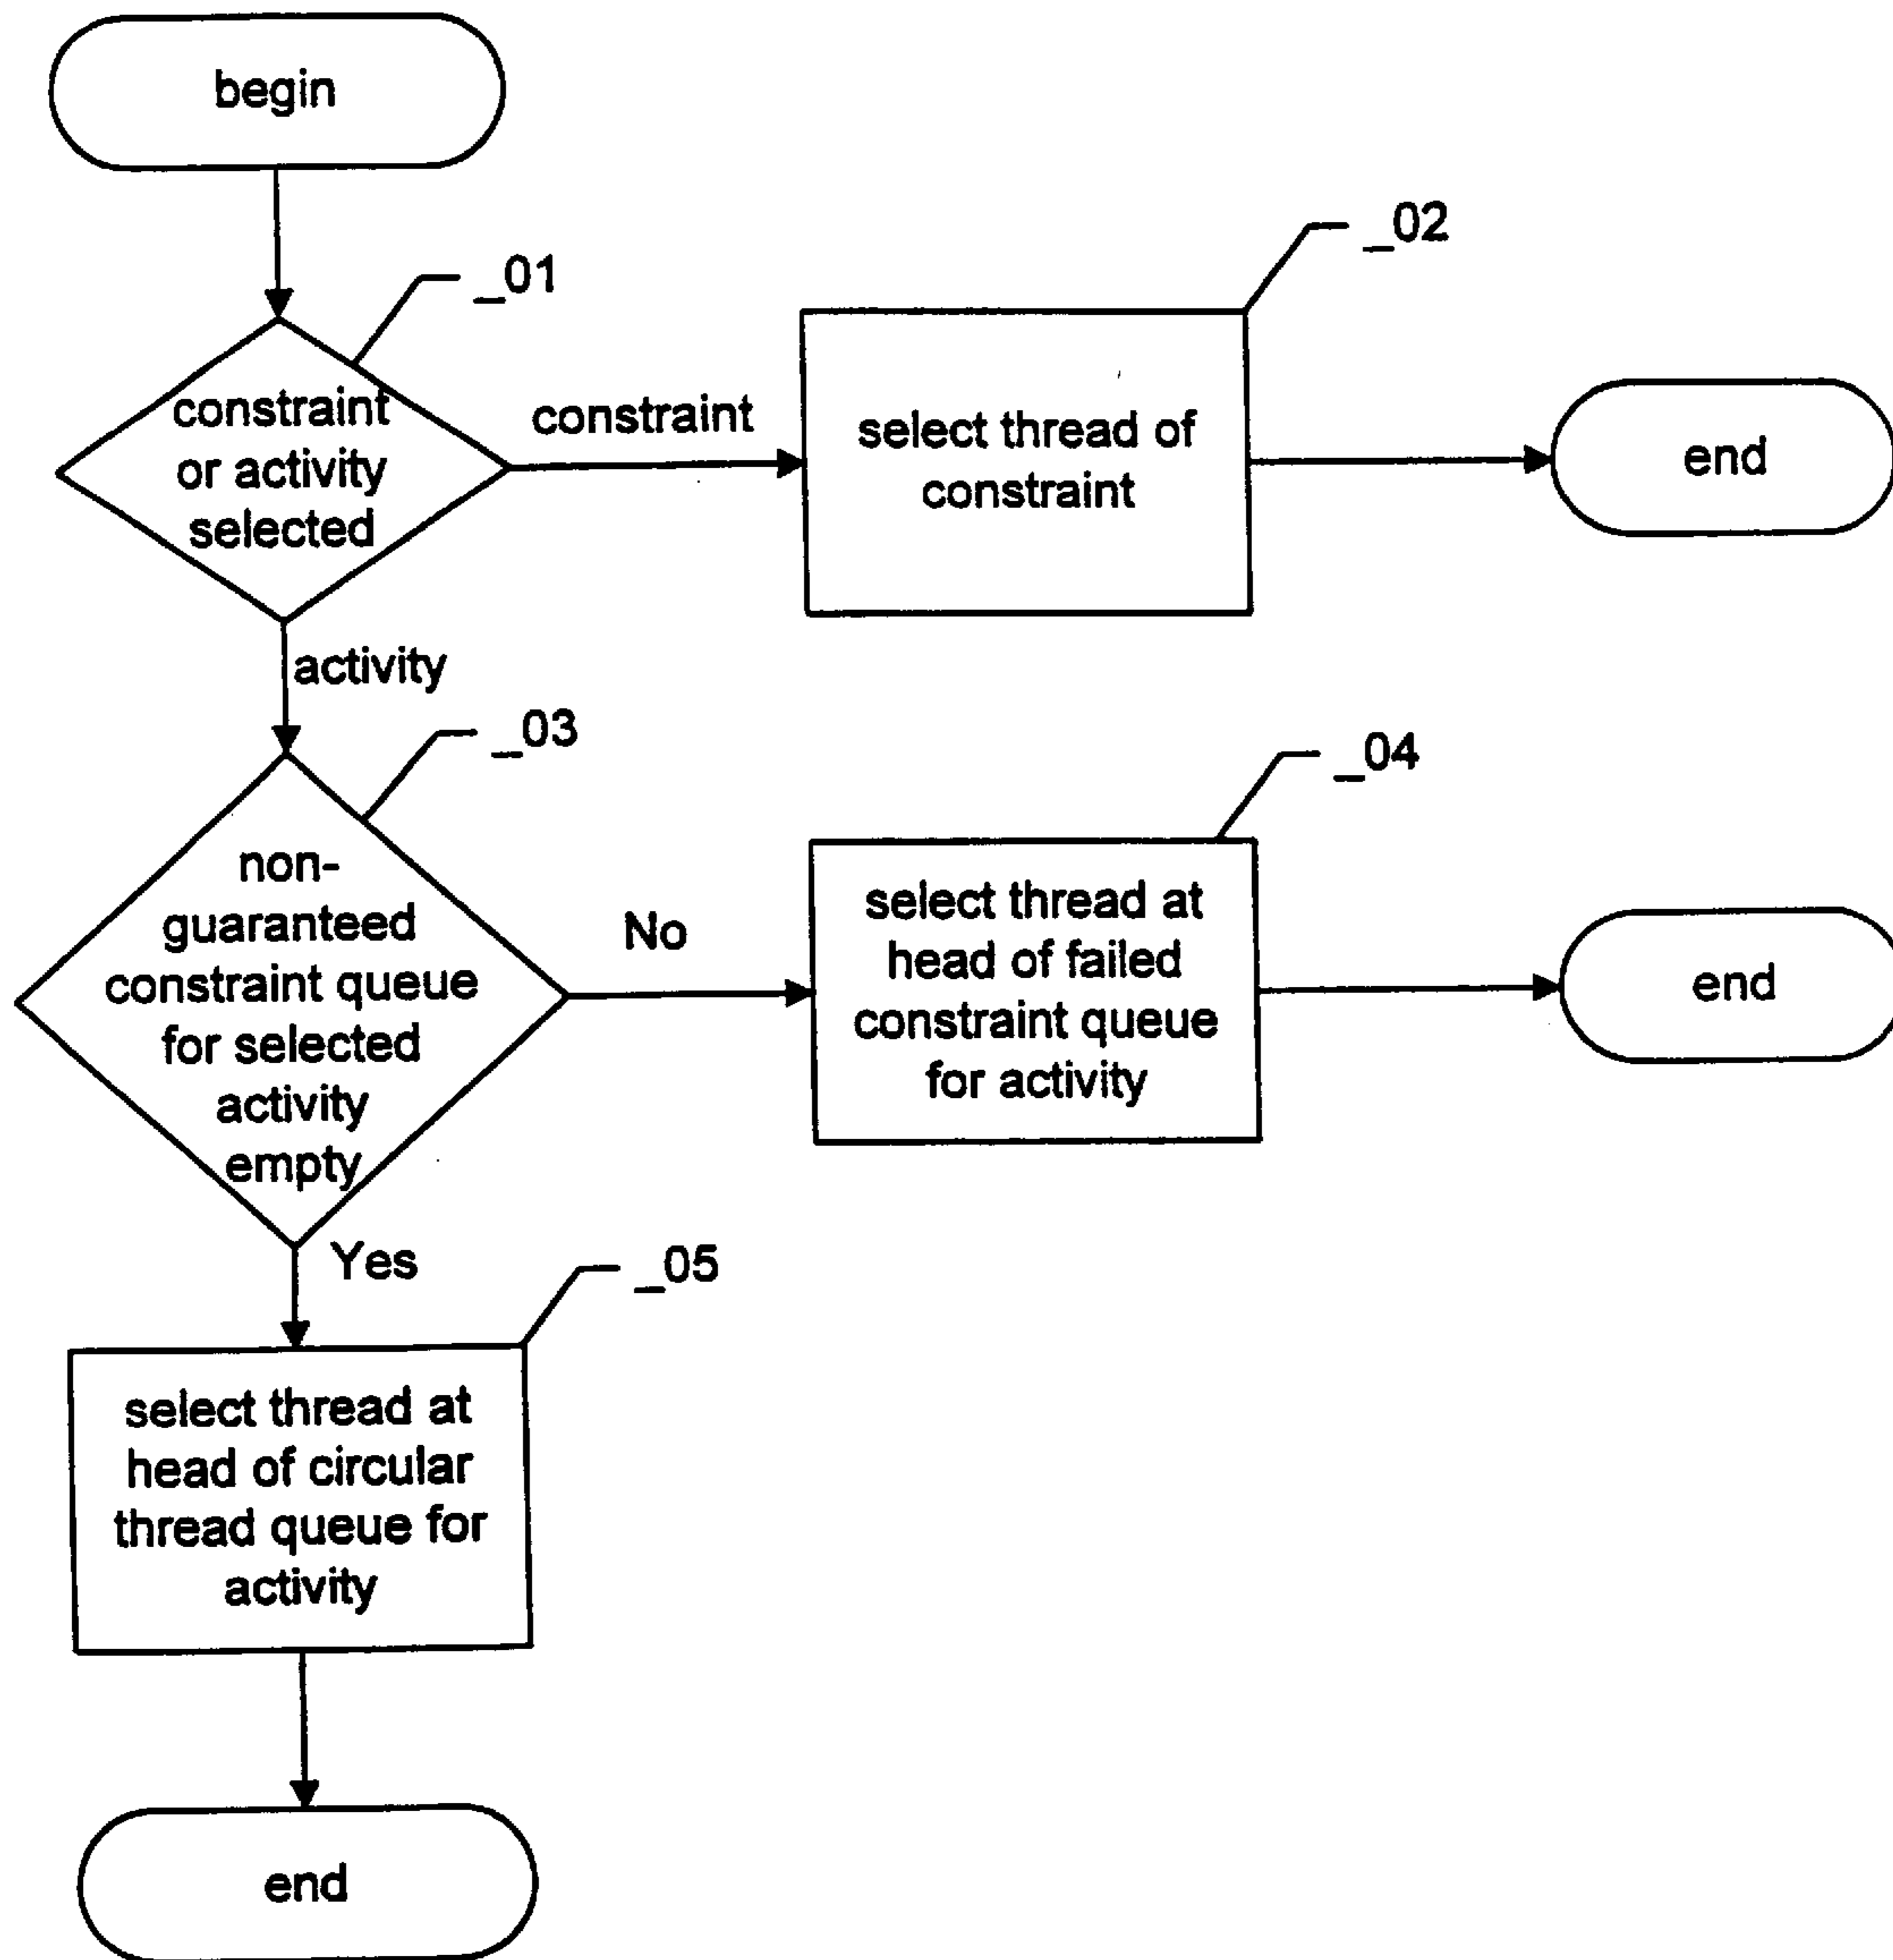 begin
_01
_02
constraint
or activity
selected
constraint
select thread of
constraint
end
activity
_03
_04
non-
guaranteed
constraint queue
for selected
activity
empty
No
select thread at
head of failed
constraint queue
for activity
end
Yes
_05
select thread at
head of circular
thread queue for
activity
end